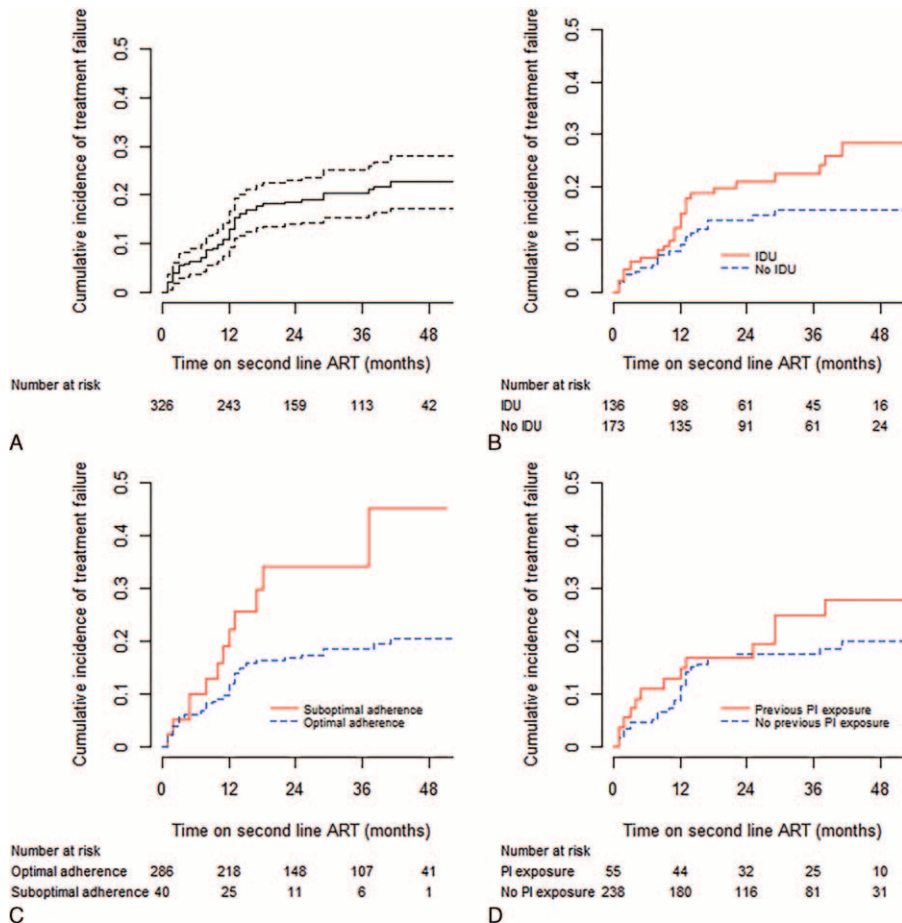 Cumulative incidence of treatment failure
0.5
0.4
0.3
0.2
0.1
0
0 12 24 36 48
Time on second line ART (months)
Number at risk
326 243 159 113 42
A
Cumulative incidence of treatment failure
0.5
0.4
0.3
0.2
0.1
0
IDU
No IDU
0 12 24 36 48
Time on second line ART (months)
Number at risk
IDU 136 98 61 45 16
No IDU 173 135 91 61 24
B
Cumulative incidence of treatment failure
0.5
0.4
0.3
0.2
0.1
0
Suboptimal adherence
Optimal adherence
0 12 24 36 48
Time on second line ART (months)
Number at risk
Optimal adherence 286 218 148 107 41
Suboptimal adherence 40 25 11 6 1
C
Cumulative incidence of treatment failure
0.5
0.4
0.3
0.2
0.1
0
Previous PI exposure
No previous PI exposure
0 12 24 36 48
Time on second line ART (months)
Number at risk
PI exposure 55 44 32 25 10
No PI exposure 238 180 116 81 31
D